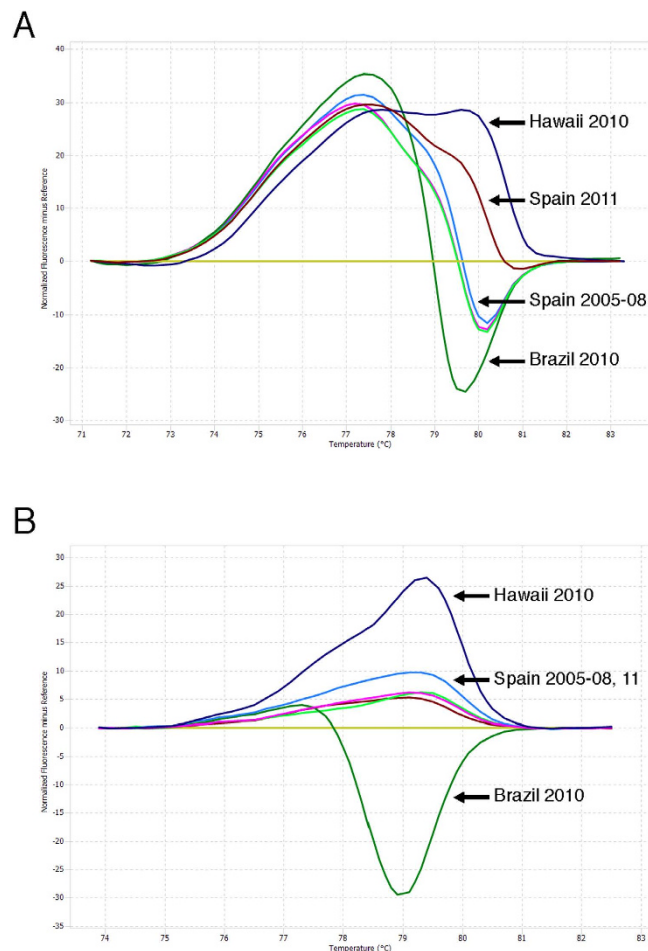 A
Normalized Fluorescence minus Reference
40
30
20
10
0
-10
-20
-30
Hawaii 2010
Spain 2011
Spain 2005-08
Brazil 2010
71 72 73 74 75 76 77 78 79 80 81 82 83
Temperature (°C)
B
Normalized Fluorescence minus Reference
30
25
20
15
10
5
0
-5
-10
-15
-20
-25
-30
-35
Hawaii 2010
Spain 2005-08, 11
Brazil 2010
74 75 76 77 78 79 80 81 82 83
Temperature (°C)